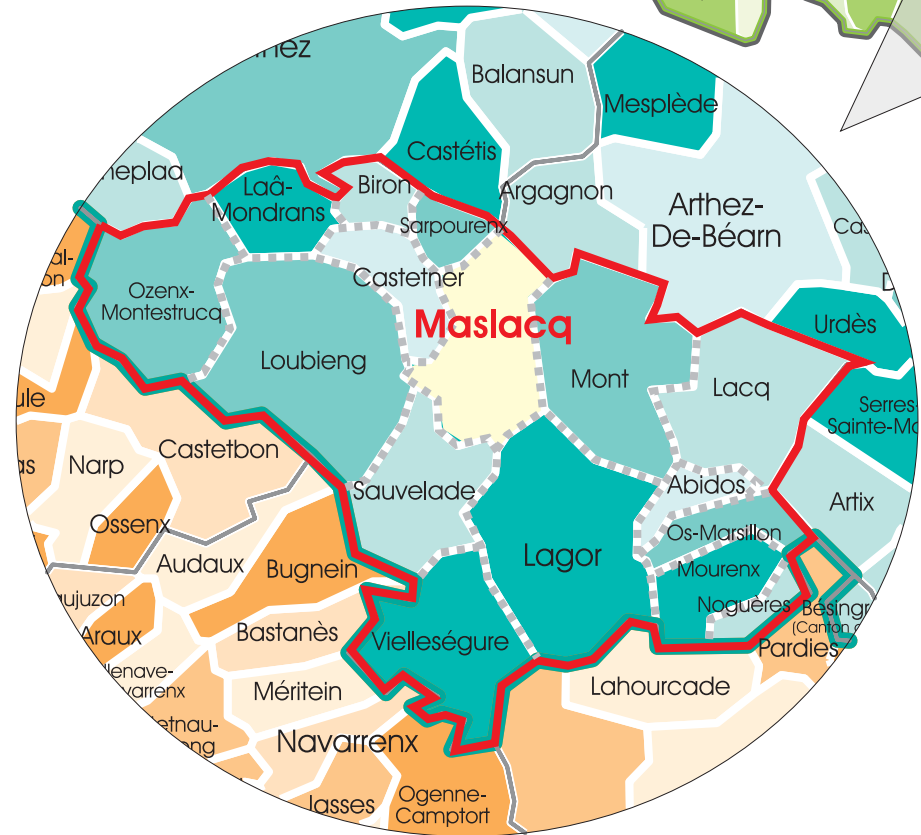 Balansun
Mesplède
Castétis
Laâ-
Mondrans
Biron
Argagnon
Sarpourenx
Arthez-
De-Béarn
Castetner
Ozenx-
Montestrucq
Maslacq
Urdès
Loubieng
Mont
Lacq
Serres-
Castetbon
Narp
Sauvelade
Abidos
Artix
Ossenx
Os-Marsillon
Audaux
Bugnein
Lagor
Mourenx
Noguères
Araux
Bastanès
Vielleségure
Pardies
Méritein
Lahourcade
Navarrenx
Jasses
Ogenne-
Camptort